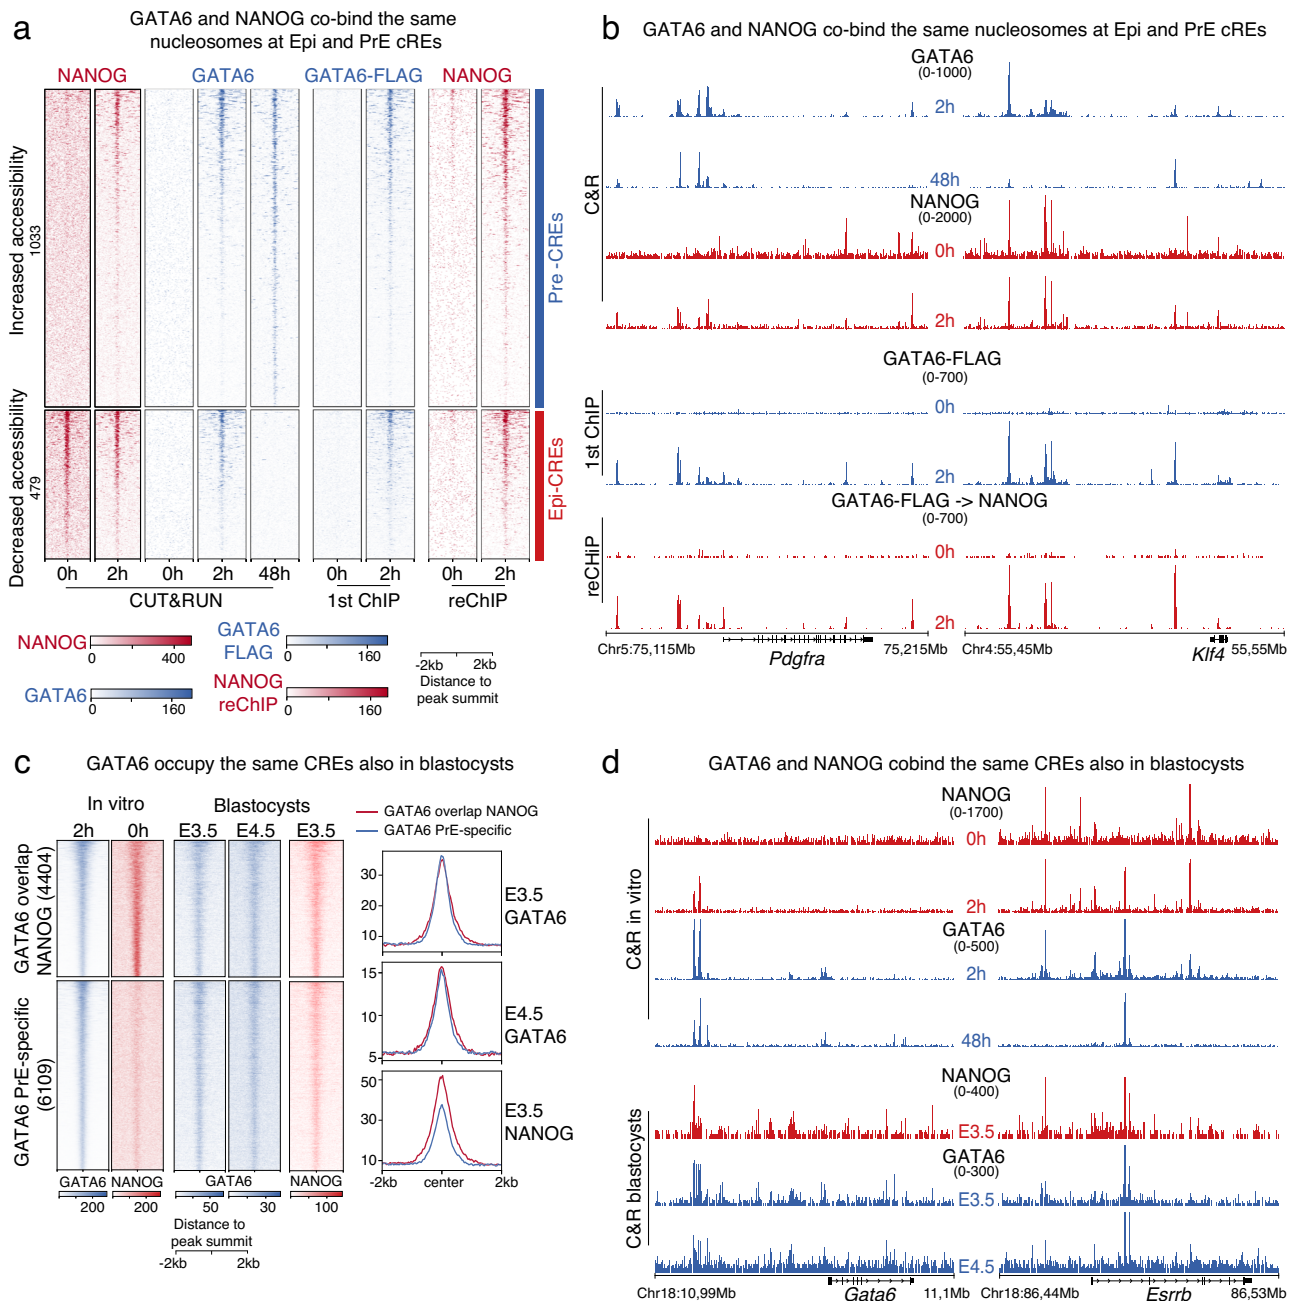 a
GATA6 and NANOG co-bind the same
nucleosomes at Epi and PrE cREs
NANOG GATA6 GATA6-FLAG NANOG
Increased accessibility
1033
Pre -CREs
Decreased accessibility
479
Epi-CREs
0h 2h 0h 2h 48h 0h 2h 0h 2h
CUT&RUN 1st ChIP reChIP
NANOG
0 400
GATA6
FLAG
0 160
GATA6
0 160
NANOG
reChIP
0 160
-2kb 2kb
Distance to
peak summit
b
GATA6 and NANOG co-bind the same nucleosomes at Epi and PrE cREs
C&R
GATA6
(0-1000)
2h
48h
NANOG
(0-2000)
0h
2h
1st ChIP
GATA6-FLAG
(0-700)
0h
2h
reCHiP
GATA6-FLAG -> NANOG
(0-700)
0h
2h
Chr5:75,115Mb Pdgfra 75,215Mb Chr4:55,45Mb Klf4 55,55Mb
c
GATA6 occupy the same CREs also in blastocysts
In vitro Blastocysts
2h 0h E3.5 E4.5 E3.5
GATA6 overlap
NANOG (4404)
GATA6 PrE-specific
(6109)
GATA6 NANOG GATA6 NANOG
200 200 50 30 100
Distance to
peak summit
-2kb 2kb
GATA6 overlap NANOG
GATA6 PrE-specific
30
20
10
E3.5
GATA6
15
10
5
E4.5
GATA6
50
30
10
E3.5
NANOG
-2kb center 2kb
d
GATA6 and NANOG cobind the same CREs also in blastocysts
C&R in vitro
NANOG
(0-1700)
0h
2h
GATA6
(0-500)
2h
48h
C&R blastocysts
NANOG
(0-400)
E3.5
GATA6
(0-300)
E3.5
E4.5
Chr18:10,99Mb Gata6 11,1Mb Chr18:86,44Mb Esrrb 86,53Mb